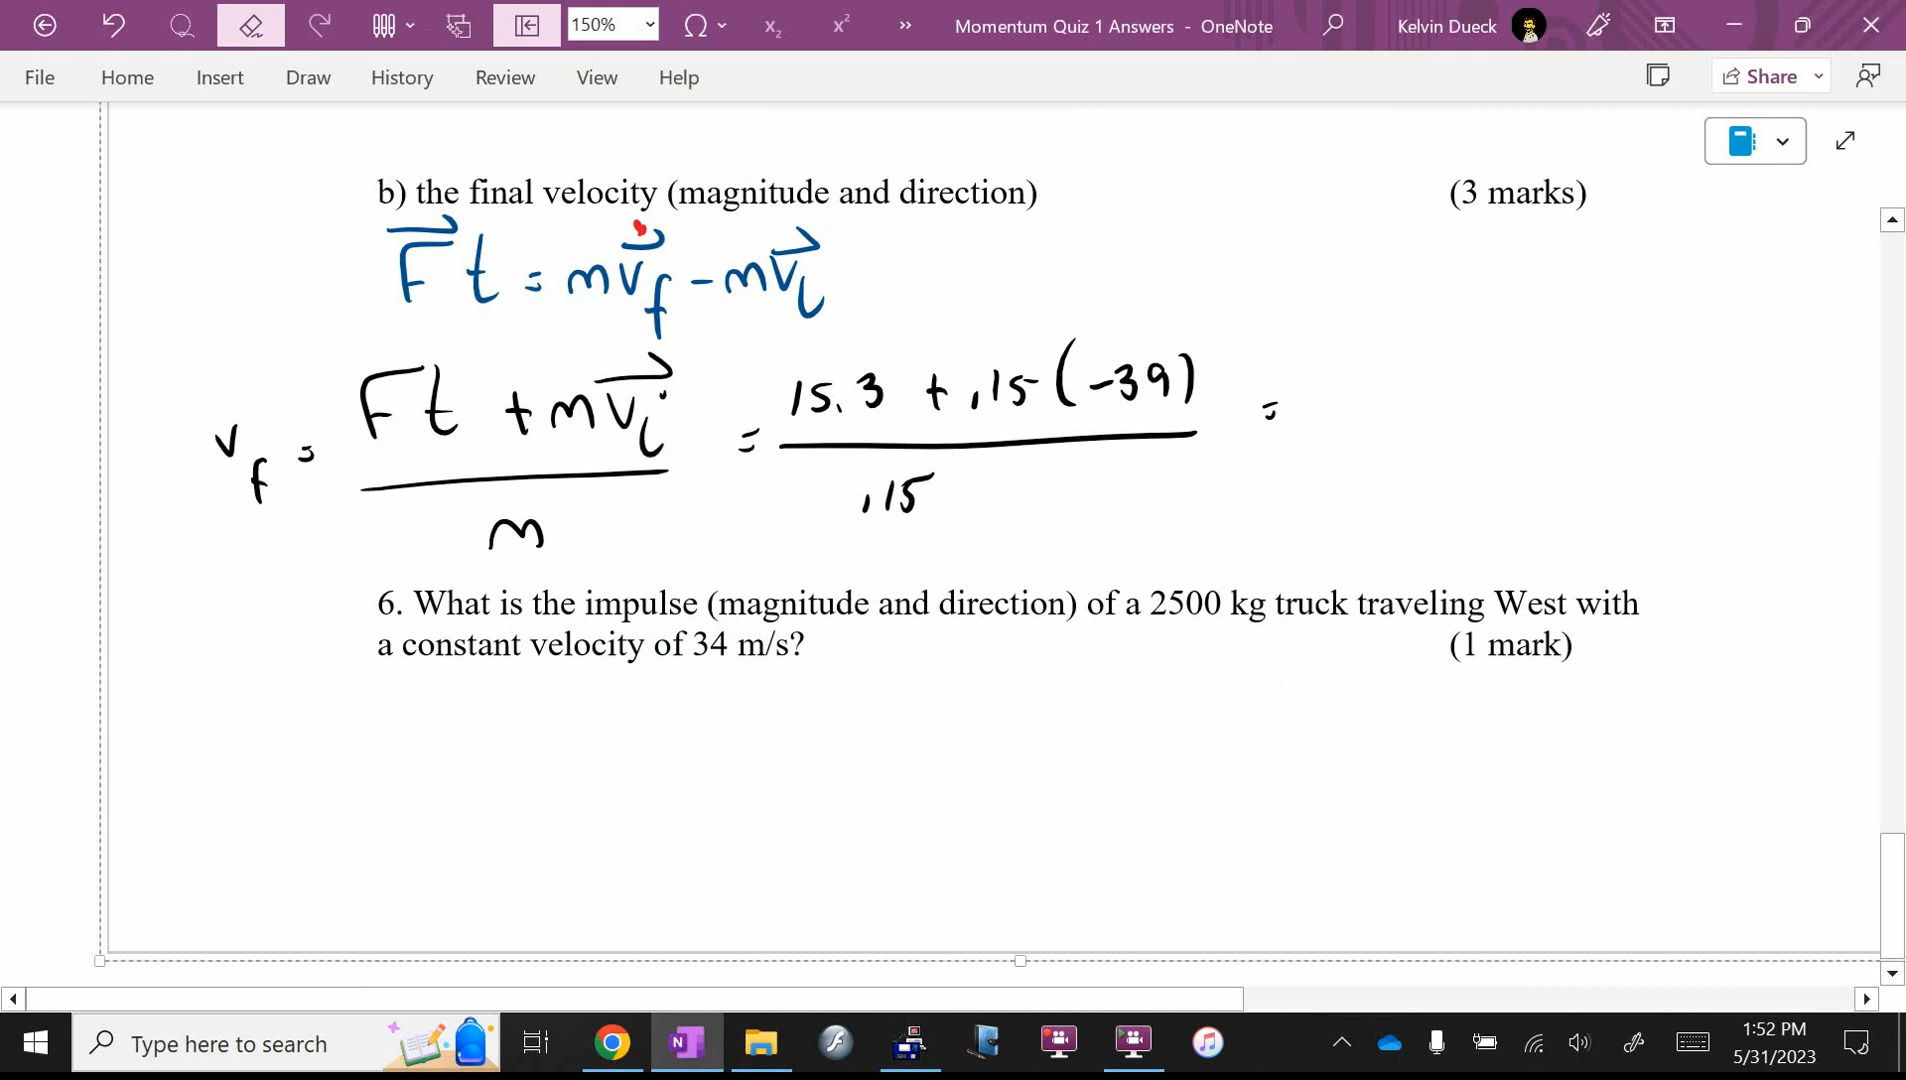 150%
Momentum Quiz 1 Answers - OneNote
Kelvin Dueck
File Home Insert Draw History Review View Help
Share
b) the final velocity (magnitude and direction) (3 marks)
Ft = mvf - mvi
vf = Ft + mvi / m = 15.3 + .15 (-39) / .15 =
6. What is the impulse (magnitude and direction) of a 2500 kg truck traveling West with
a constant velocity of 34 m/s? (1 mark)
Type here to search
1:52 PM
5/31/2023